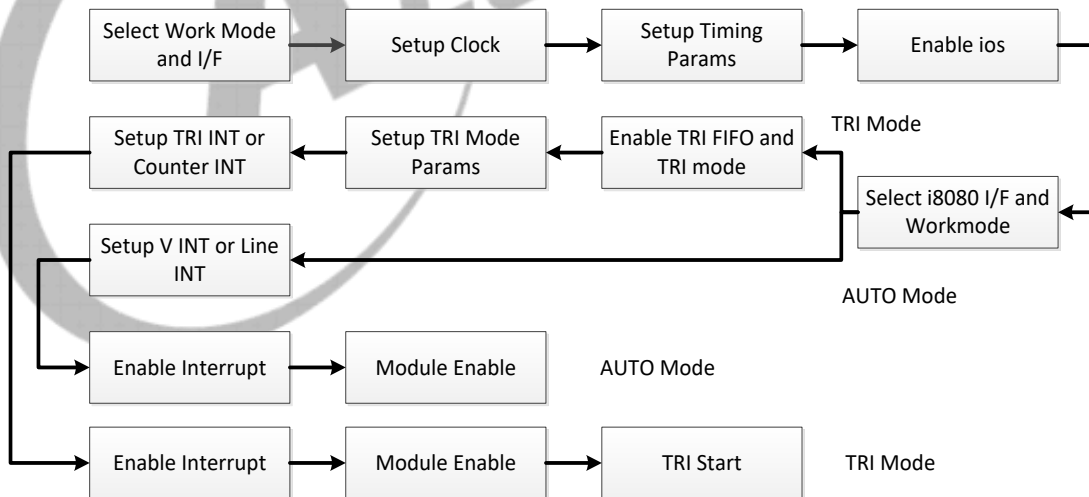 Select Work Mode
and I/F
Setup Clock
Setup Timing
Params
Enable ios
Setup TRI INT or
Counter INT
Setup TRI Mode
Params
Enable TRI FIFO and
TRI mode
TRI Mode
Select i8080 I/F and
Workmode
Setup V INT or Line
INT
AUTO Mode
Enable Interrupt
Module Enable
AUTO Mode
Enable Interrupt
Module Enable
TRI Start
TRI Mode